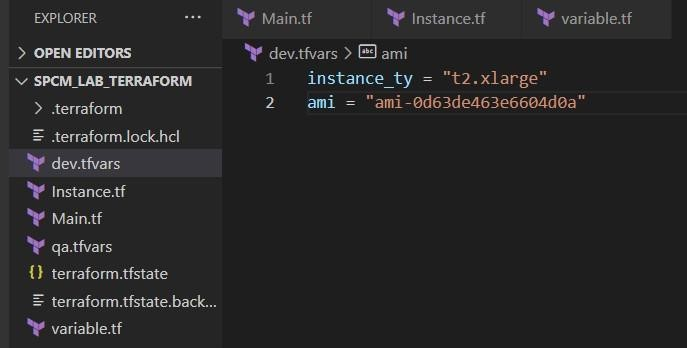 EXPLORER
...
OPEN EDITORS
SPCM_LAB_TERRAFORM
.terraform
.terraform.lock.hcl
dev.tfvars
Instance.tf
Main.tf
qa.tfvars
{} terraform.tfstate
terraform.tfstate.back...
variable.tf
Main.tf
Instance.tf
variable.tf
dev.tfvars > abc ami
1 instance_ty = "t2.xlarge"
2 ami = "ami-0d63de463e6604d0a"